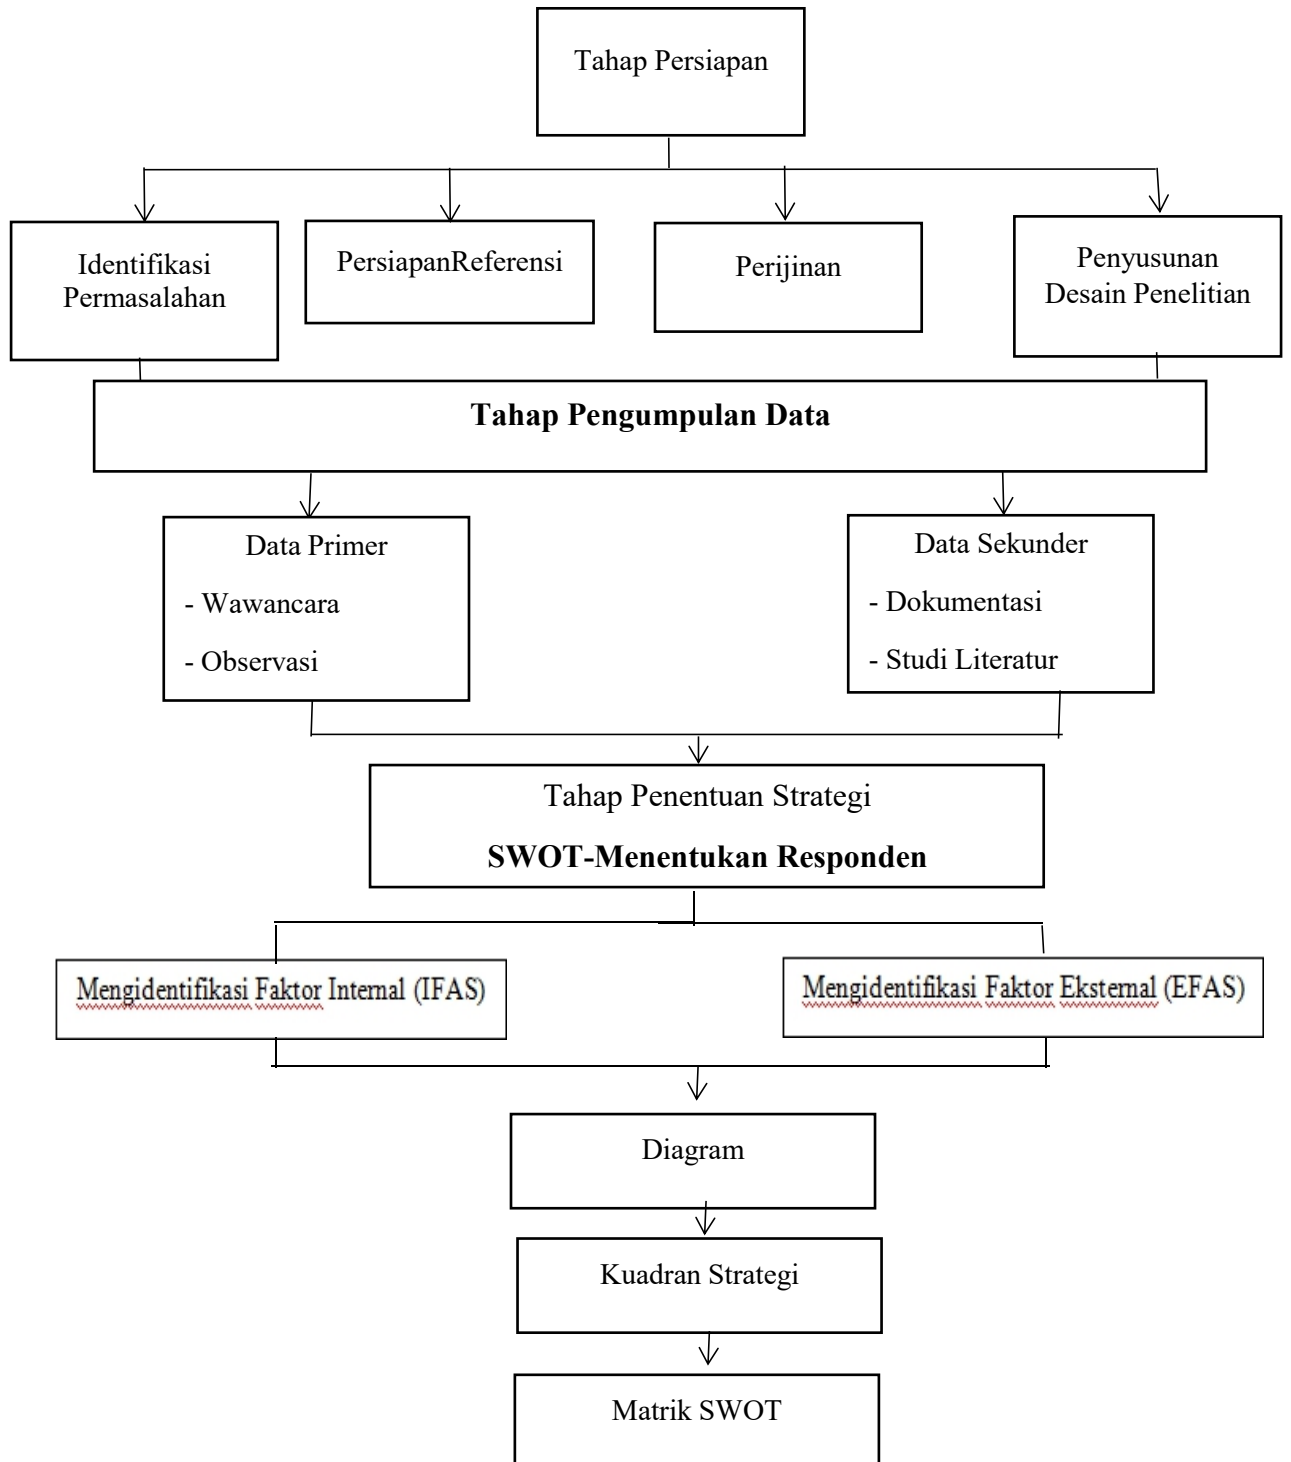 Tahap Persiapan
Identifikasi
Permasalahan
PersiapanReferensi
Perijinan
Penyusunan
Desain Penelitian
Tahap Pengumpulan Data
Data Primer
- Wawancara
- Observasi
Data Sekunder
- Dokumentasi
- Studi Literatur
Tahap Penentuan Strategi
SWOT-Menentukan Responden
Mengidentifikasi Faktor Internal (IFAS)
Mengidentifikasi Faktor Eksternal (EFAS)
Diagram
Kuadran Strategi
Matrik SWOT